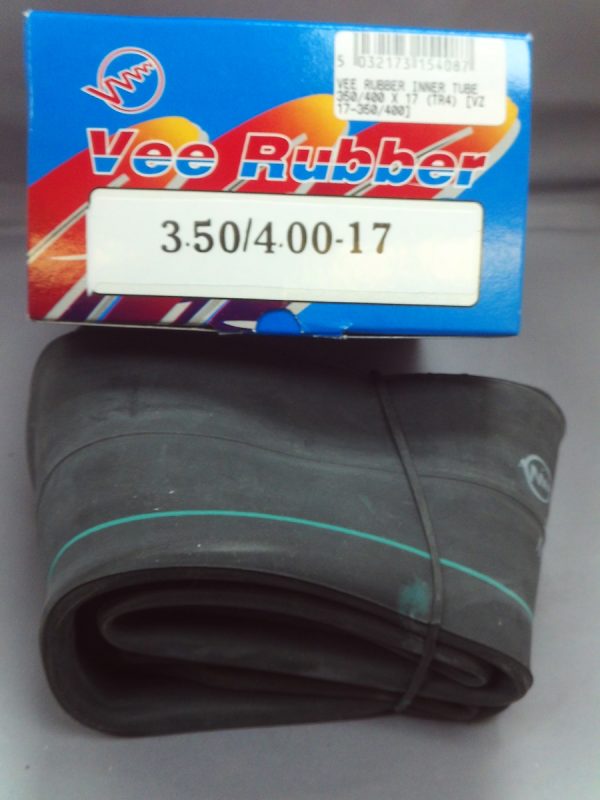 5 032173 154087
VEE RUBBER INNER TUBE
350/400 X 17 (TR4) [VZ
17-350/400]
Vee Rubber
3.50/4.00-17